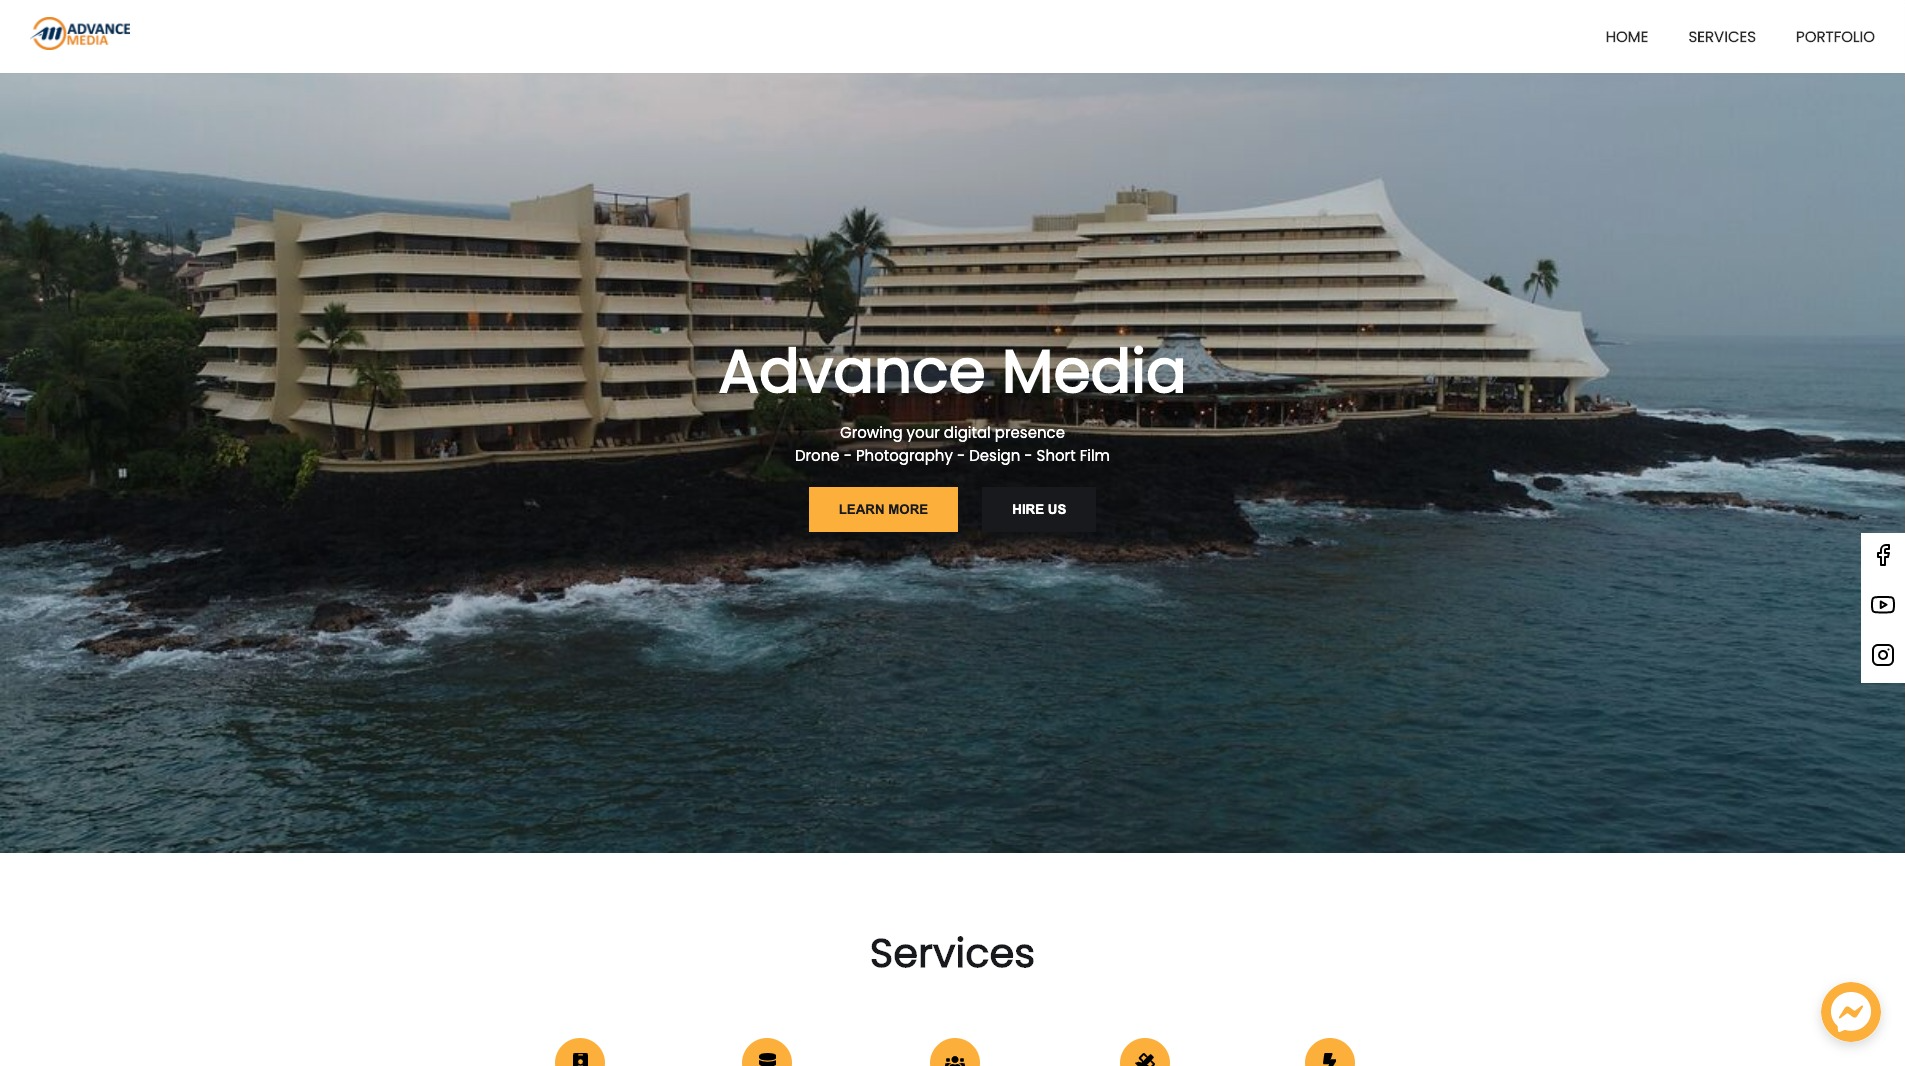 ADVANCE
MEDIA
HOME SERVICES PORTFOLIO
Advance Media
Growing your digital presence
Drone - Photography - Design - Short Film
LEARN MORE HIRE US
Services